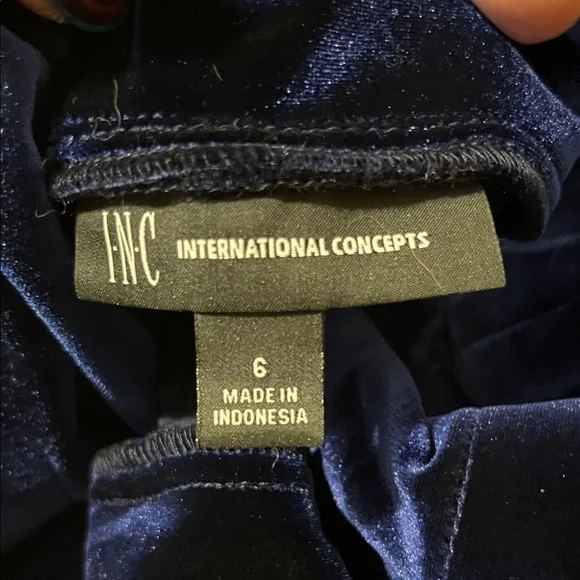 I·N·C INTERNATIONAL CONCEPTS
6
MADE IN
INDONESIA